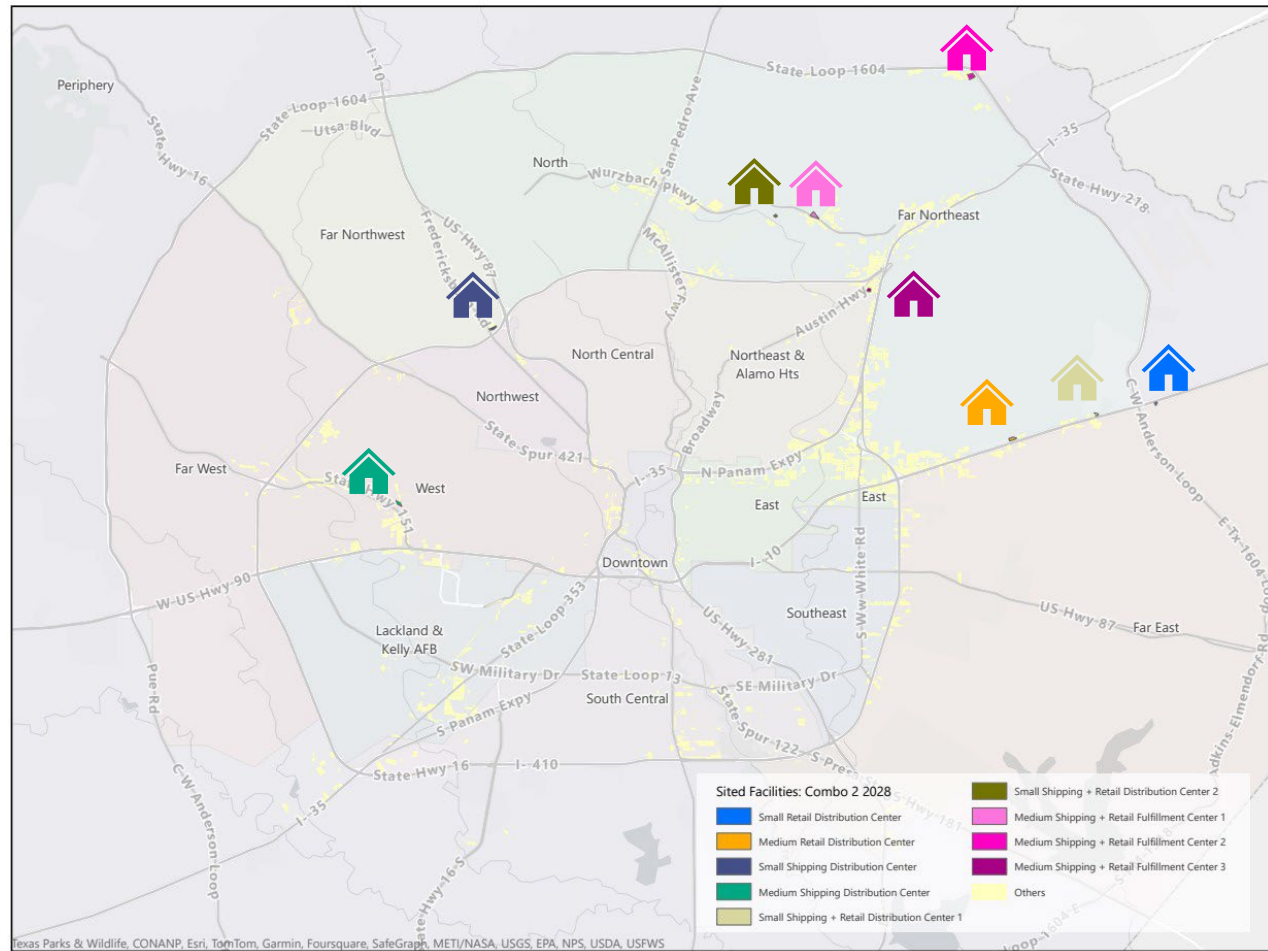 Periphery
State Hwy 16
State Loop 1604
Utsa Blvd
I- 10
State Loop 1604
San Pedro Ave
North
Wurzbach Pkwy
Far Northwest
Fredericksb
US Hwy 87
McAllister Fwy
Far Northeast
I- 35
State Hwy 218
Austin Hwy
North Central
Northeast &
Alamo Hts
Northwest
Broadway
State Spur 421
Far West
West
State Hwy 151
I- 35
N Panam Expy
East
East
C W Anderson Loop
Downtown
I- 10
S Ww White Rd
W US Hwy 90
Lackland &
Kelly AFB
State Loop 353
Southeast
US Hwy 87
Far East
SW Military Dr
State Loop 13
SE Military Dr
US Hwy 281
South Central
S Panam Expy
State Spur 122
Pue Rd
State Hwy 16
I- 410
I- 35
C W Anderson Loop
State Hwy 16 S
US Hwy 181
Adkins-Elmendorf Rd
Sited Facilities: Combo 2 2028
Small Retail Distribution Center
Medium Retail Distribution Center
Small Shipping Distribution Center
Medium Shipping Distribution Center
Small Shipping + Retail Distribution Center 1
Small Shipping + Retail Distribution Center 2
Medium Shipping + Retail Fulfillment Center 1
Medium Shipping + Retail Fulfillment Center 2
Medium Shipping + Retail Fulfillment Center 3
Others
Texas Parks & Wildlife, CONANP, Esri, TomTom, Garmin, Foursquare, SafeGraph, METI/NASA, USGS, EPA, NPS, USDA, USFWS